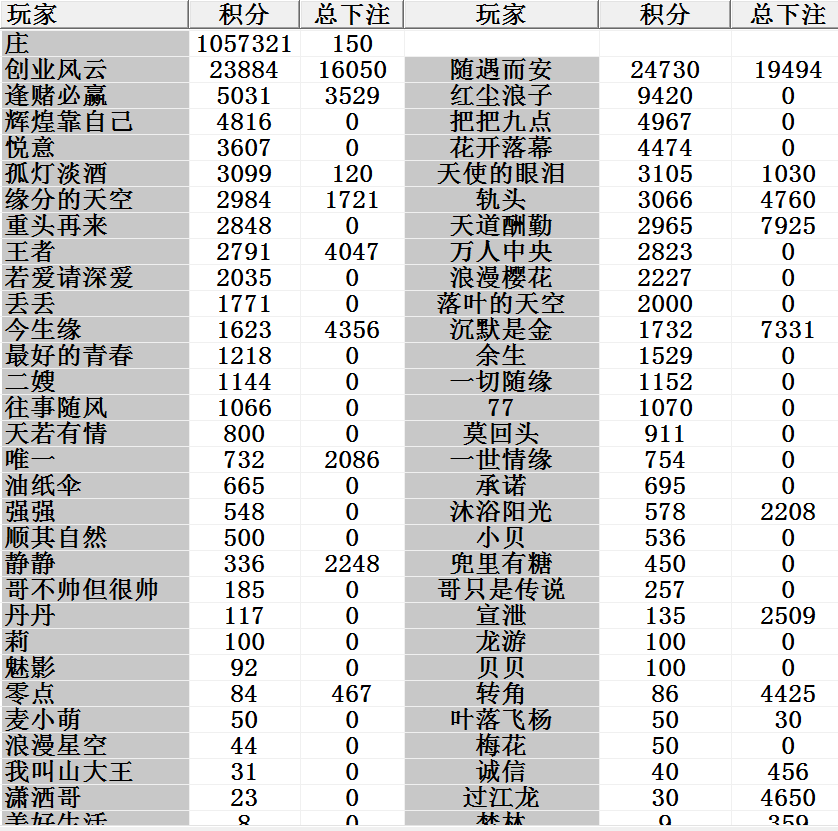 玩家 积分 总下注 玩家 积分 总下注
庄 1057321 150
创业风云 23884 16050 随遇而安 24730 19494
逢赌必赢 5031 3529 红尘浪子 9420 0
辉煌靠自己 4816 0 把把九点 4967 0
悦意 3607 0 花开落幕 4474 0
孤灯淡酒 3099 120 天使的眼泪 3105 1030
缘分的天空 2984 1721 轨头 3066 4760
重头再来 2848 0 天道酬勤 2965 7925
王者 2791 4047 万人中央 2823 0
若爱请深爱 2035 0 浪漫樱花 2227 0
丢丢 1771 0 落叶的天空 2000 0
今生缘 1623 4356 沉默是金 1732 7331
最好的青春 1218 0 余生 1529 0
二嫂 1144 0 一切随缘 1152 0
往事随风 1066 0 77 1070 0
天若有情 800 0 莫回头 911 0
唯一 732 2086 一世情缘 754 0
油纸伞 665 0 承诺 695 0
强强 548 0 沐浴阳光 578 2208
顺其自然 500 0 小贝 536 0
静静 336 2248 兜里有糖 450 0
哥不帅但很帅 185 0 哥只是传说 257 0
丹丹 117 0 宣泄 135 2509
莉 100 0 龙游 100 0
魅影 92 0 贝贝 100 0
零点 84 467 转角 86 4425
麦小萌 50 0 叶落飞杨 50 30
浪漫星空 44 0 梅花 50 0
我叫山大王 31 0 诚信 40 456
潇洒哥 23 0 过江龙 30 4650
美好生活 8 0 梦林 9 359